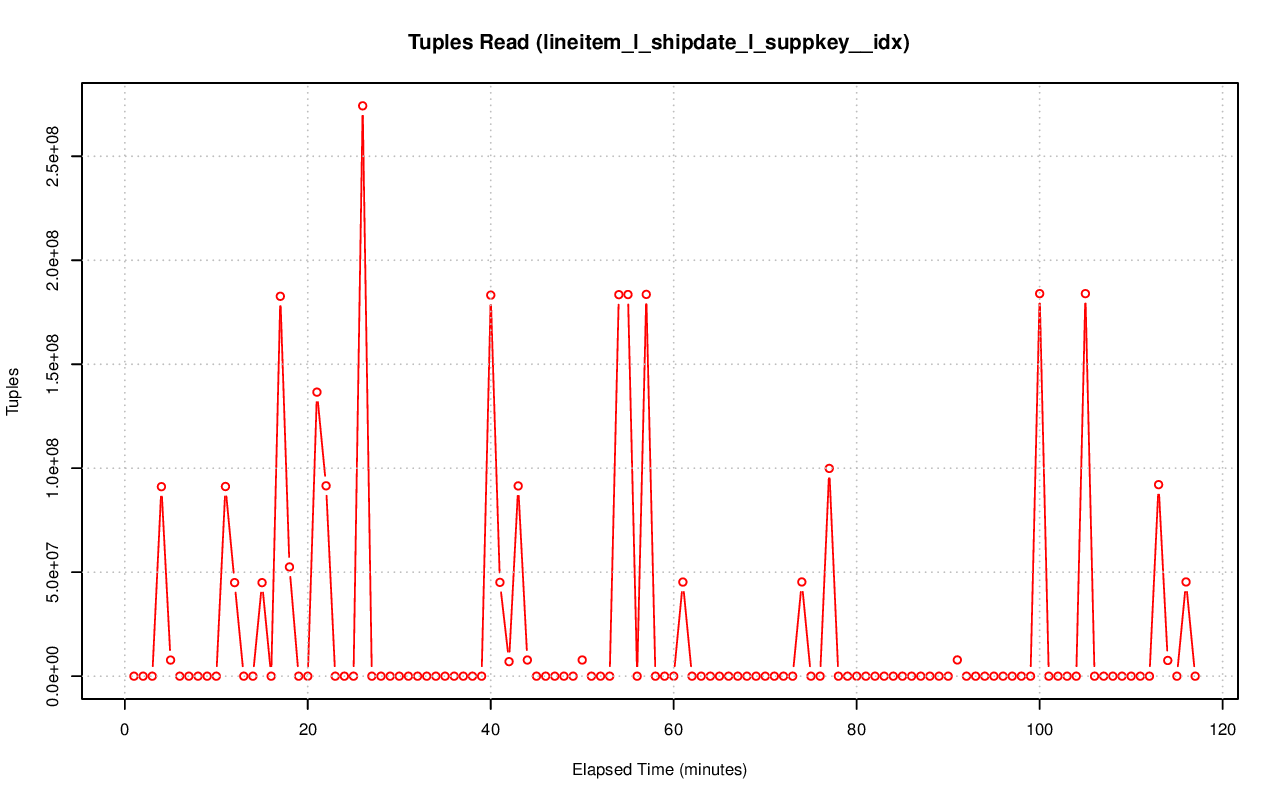 Tuples Read (lineitem_l_shipdate_l_suppkey__idx)
Tuples
2.5e+08
2.0e+08
1.5e+08
1.0e+08
5.0e+07
0.0e+00
0 20 40 60 80 100 120
Elapsed Time (minutes)